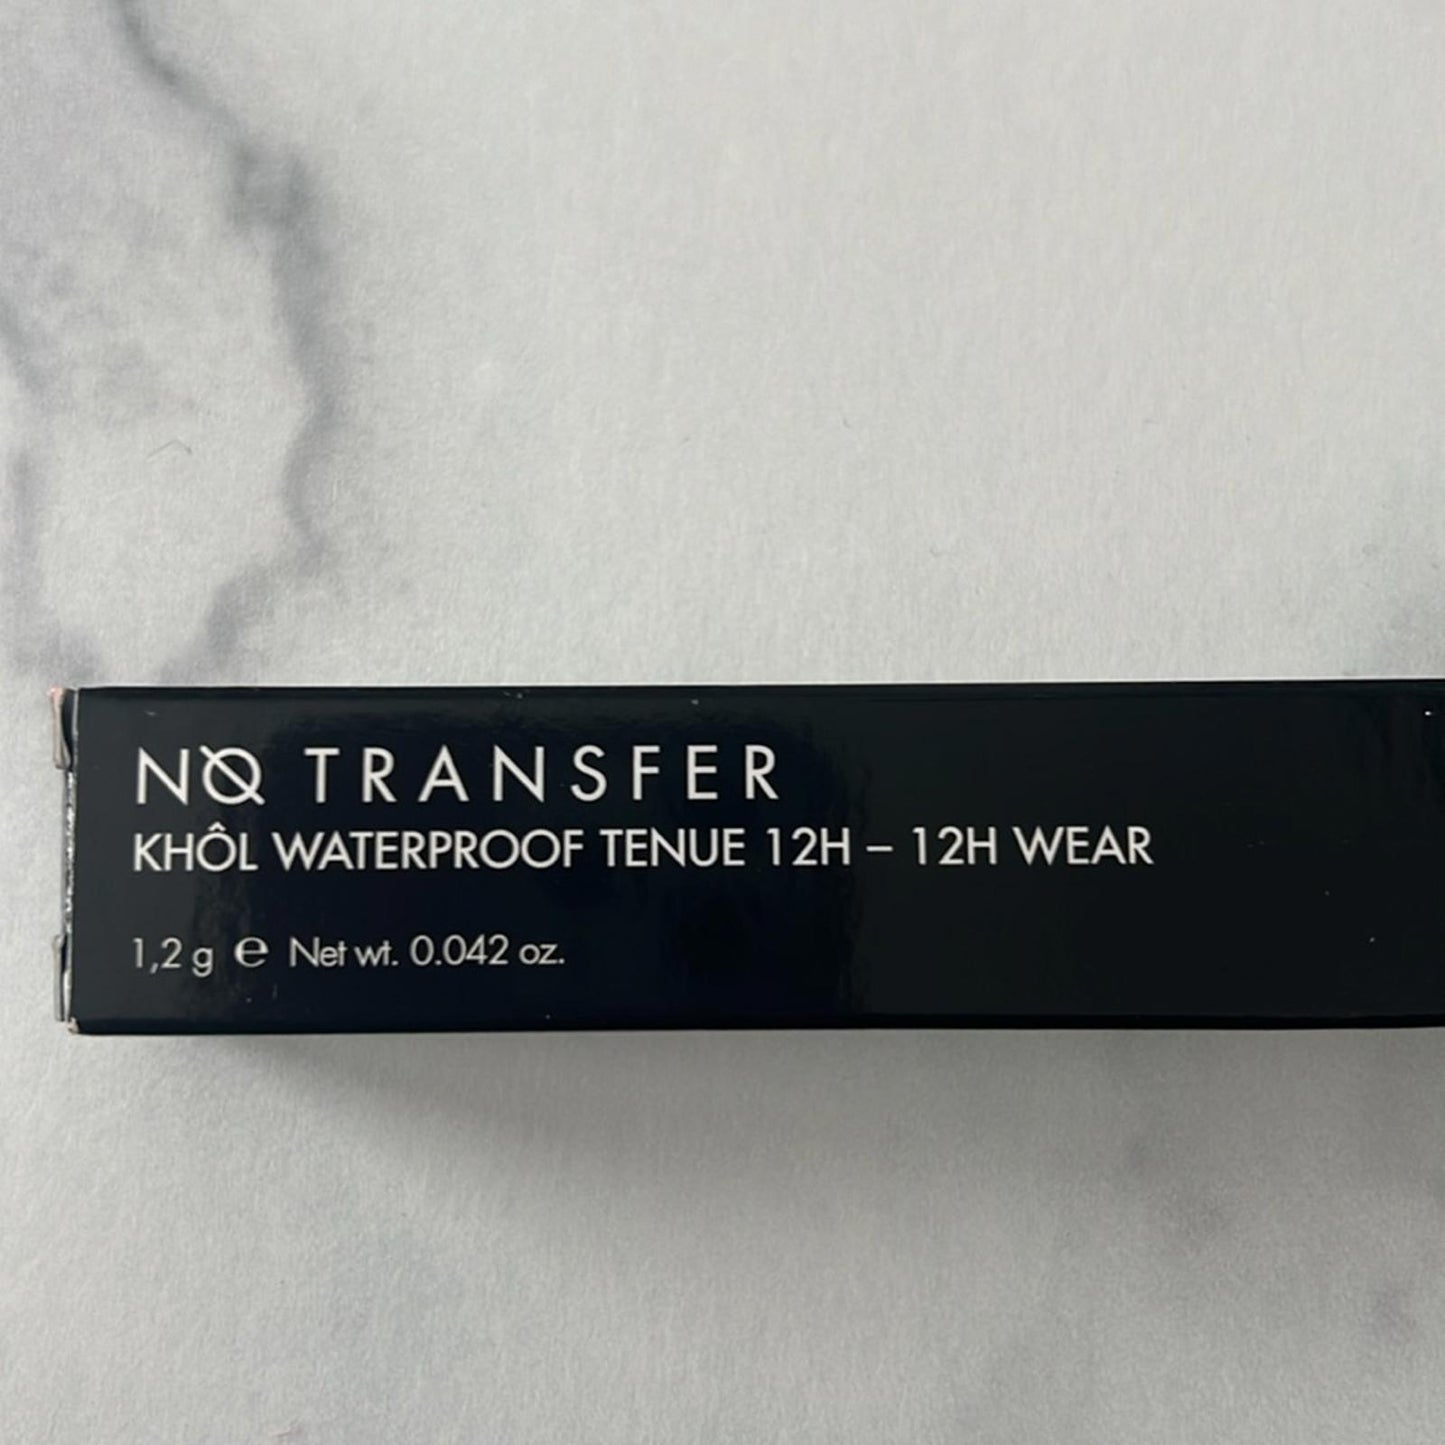 NO TRANSFER
KHÔL WATERPROOF TENUE 12H – 12H WEAR
1,2 g ℮ Net wt. 0.042 oz.